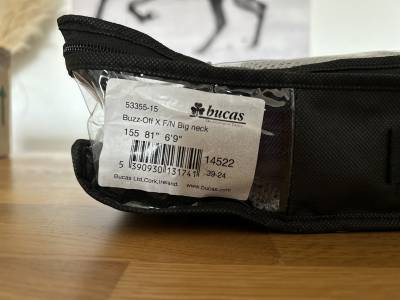 53355-15
bucas
Buzz-Off X F/N Big neck
155 81" 6'9"
14522
5 390930 131741
39-24
Bucas Ltd,Cork,Ireland. www.bucas.com